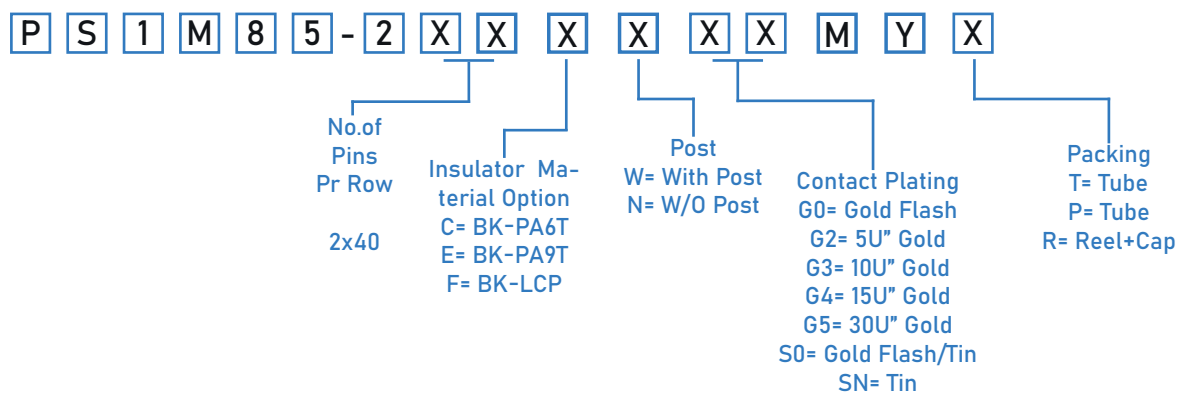 P S 1 M 8 5 - 2 X X X X X X M Y X
No.of
Pins
Pr Row
2x40
Insulator Ma-
terial Option
C= BK-PA6T
E= BK-PA9T
F= BK-LCP
Post
W= With Post
N= W/O Post
Contact Plating
G0= Gold Flash
G2= 5U” Gold
G3= 10U” Gold
G4= 15U” Gold
G5= 30U” Gold
S0= Gold Flash/Tin
SN= Tin
Packing
T= Tube
P= Tube
R= Reel+Cap